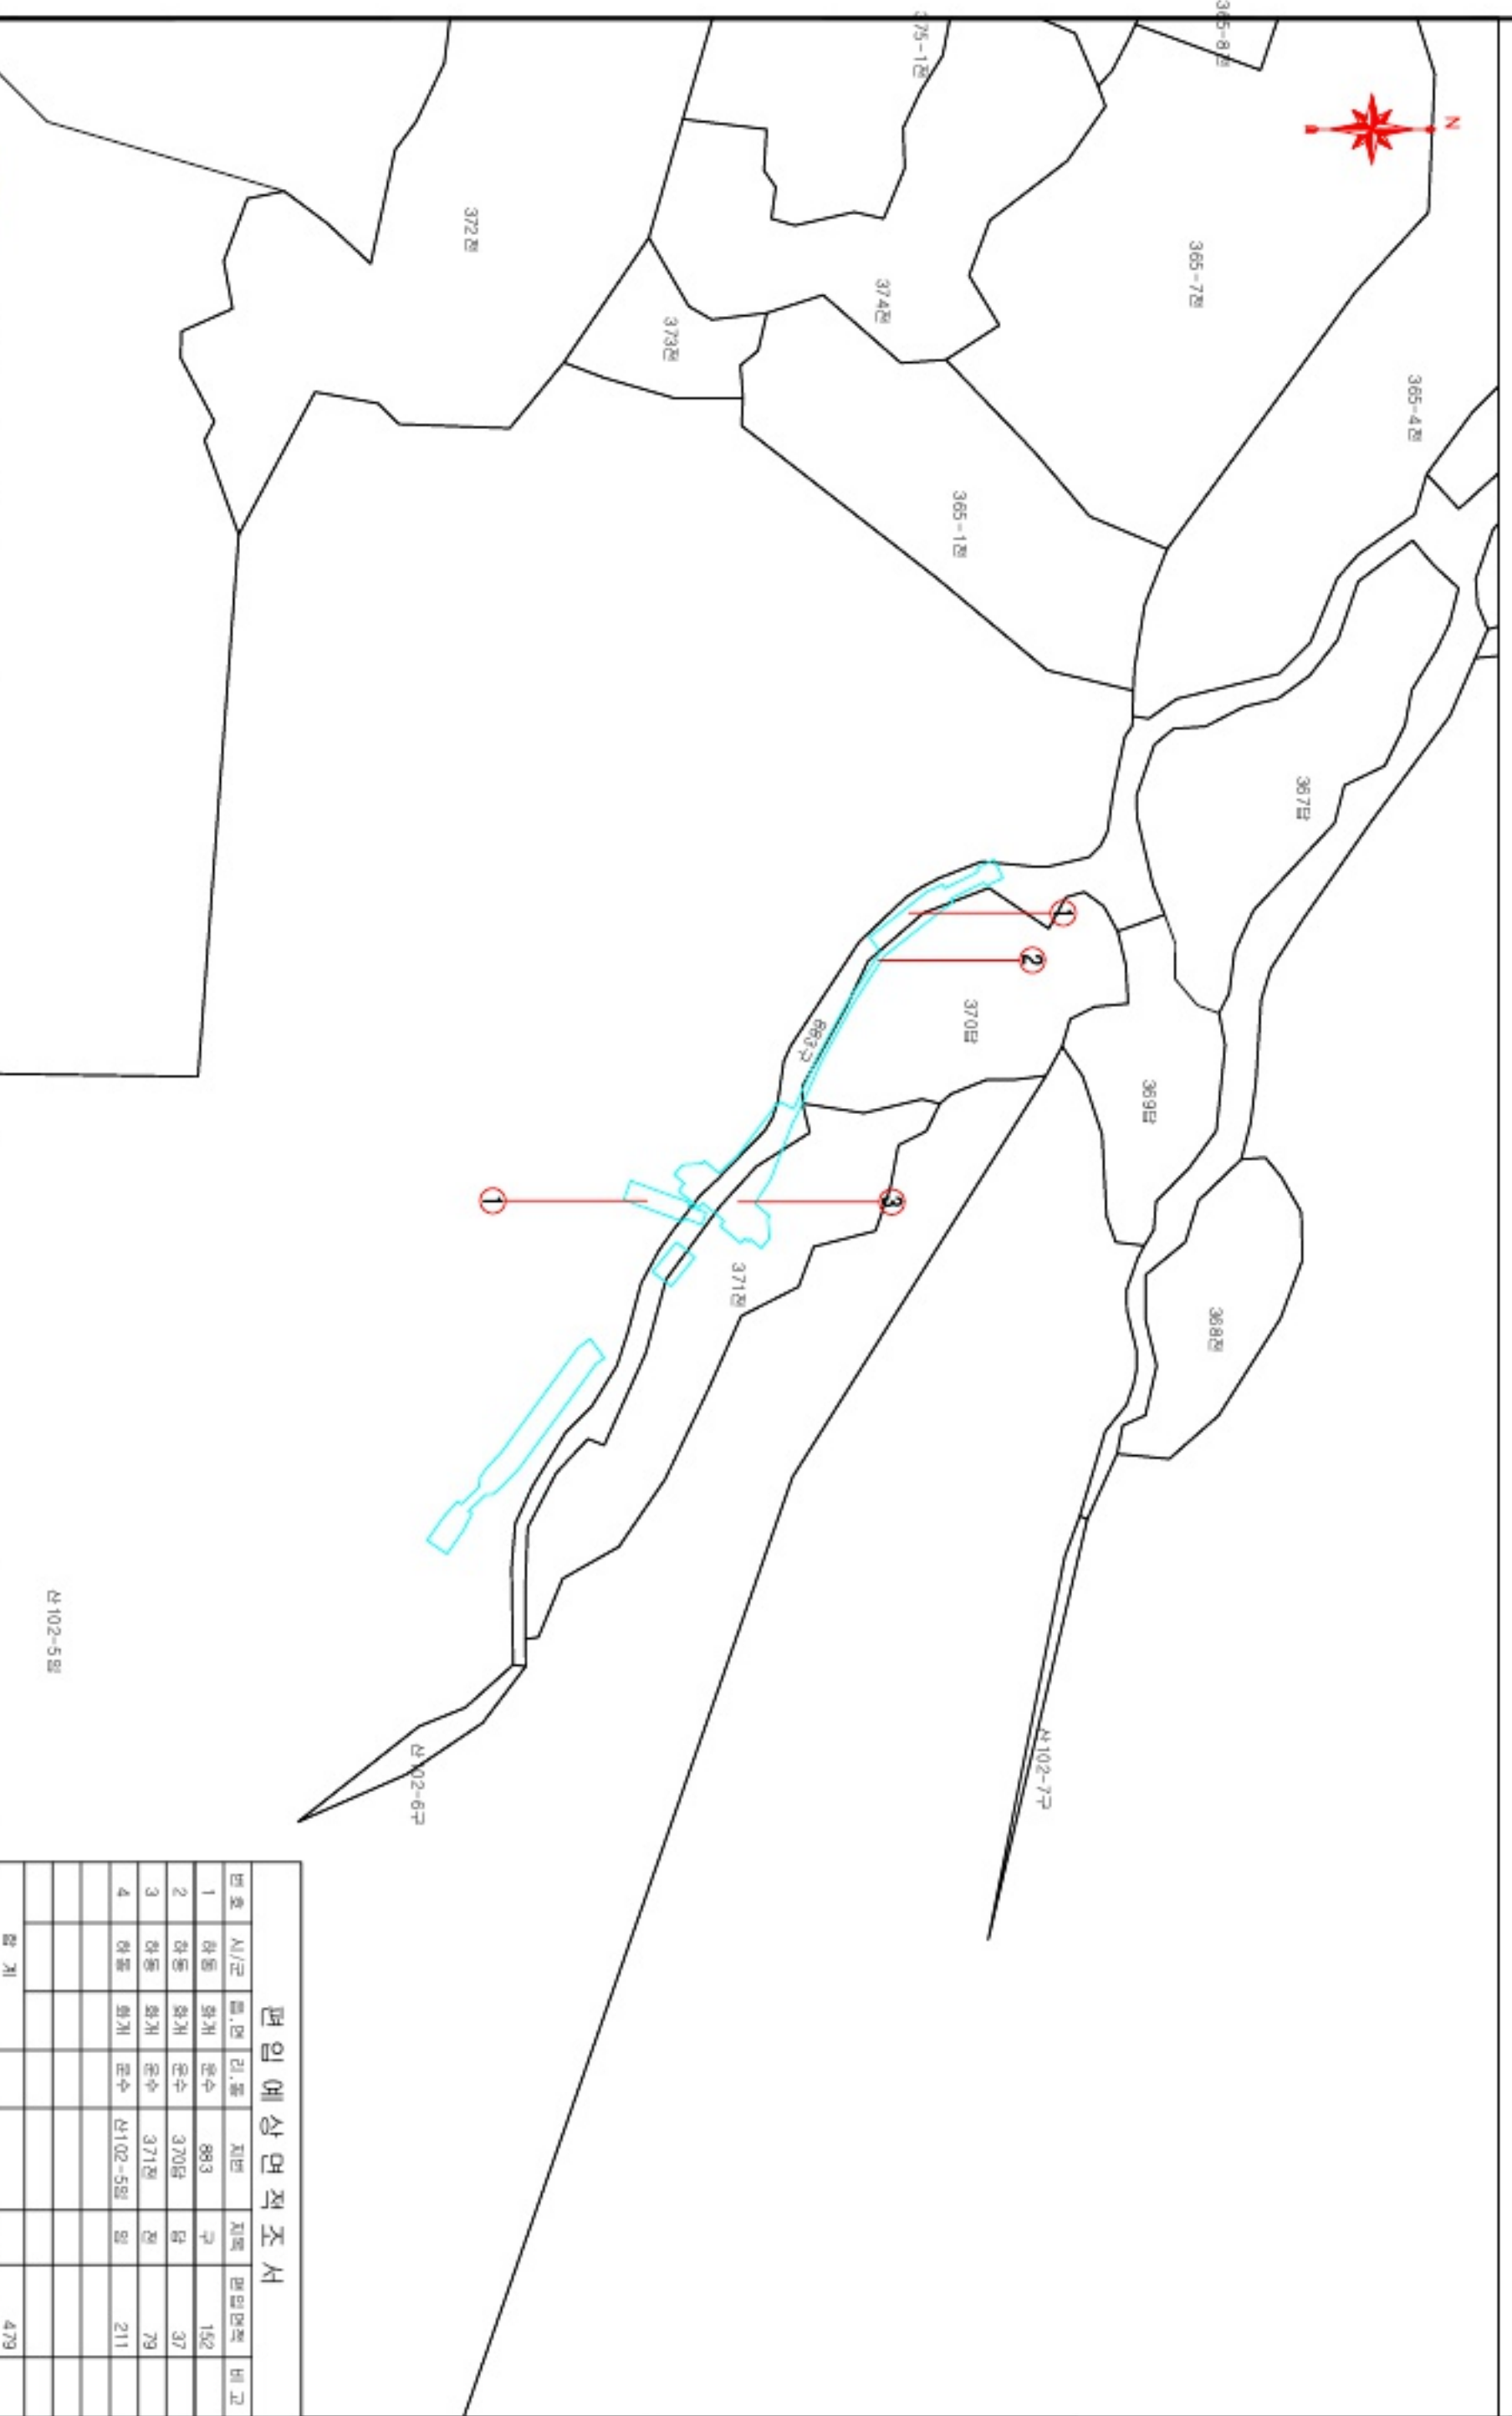 N
365-8전
375-1전
372전
365-7전
374전
373전
365-4전
365-1전
367답
①
②
370답
883구
369답
①
③
371전
368전
산102-5임
산102-7구
산102-6구
편입예상면적조서
번호 시/군 읍.면 리.동 지번 지목 편입면적 비고
1 하동 화개 운수 883 구 152
2 하동 화개 운수 370답 답 37
3 하동 화개 운수 371전 전 79
4 하동 화개 운수 산102-5임 임 211
합계 479